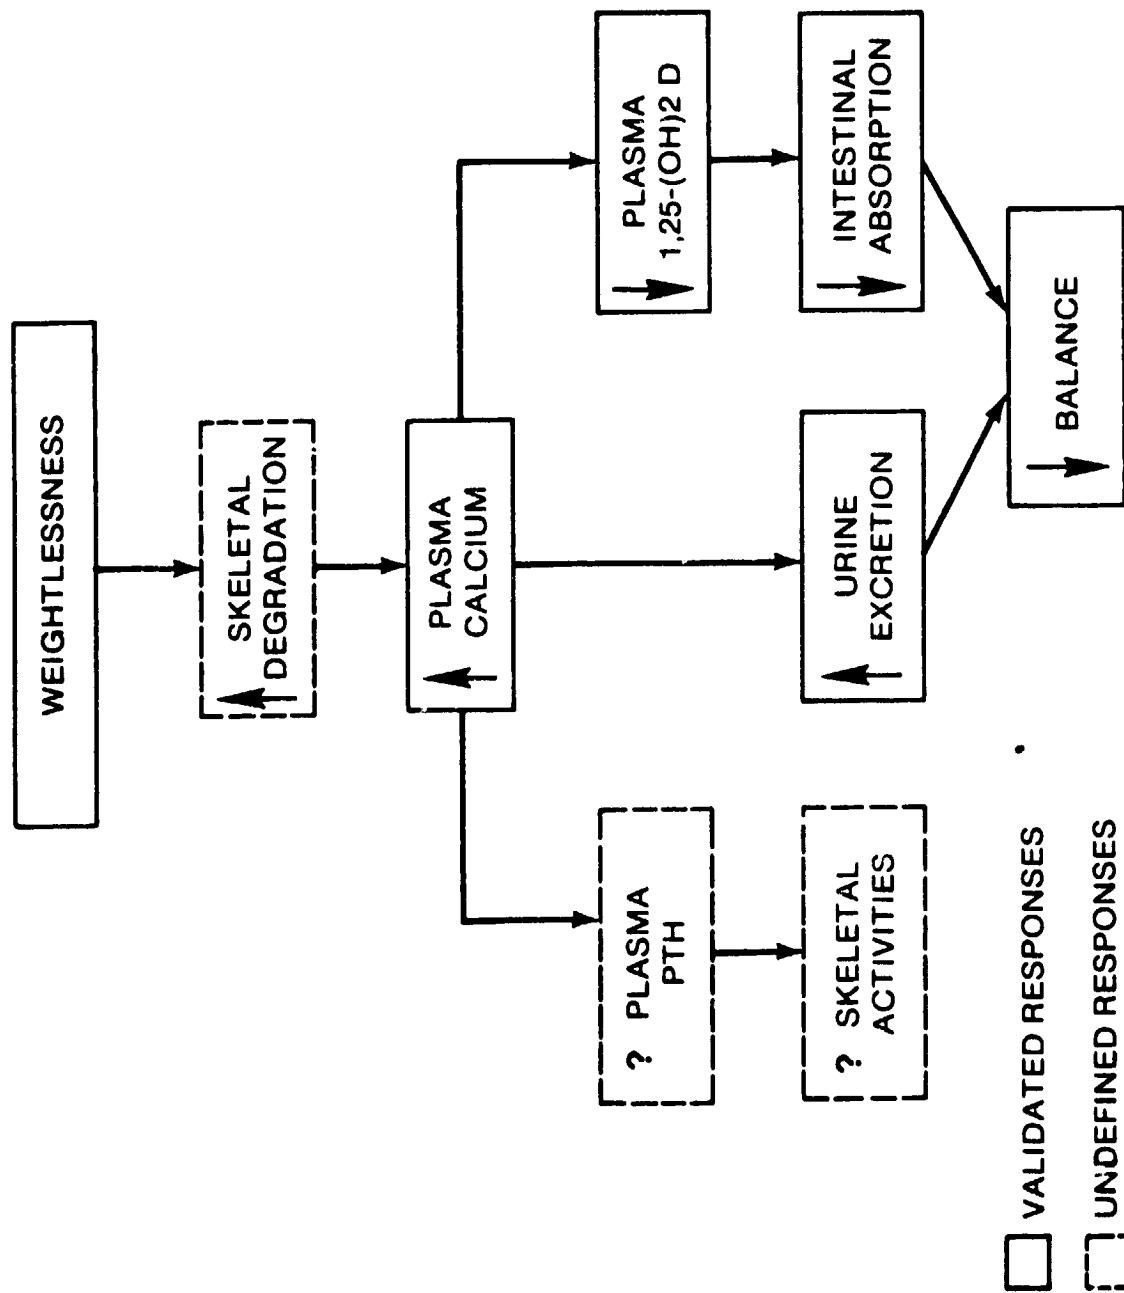 WEIGHTLESSNESS
SKELETAL
DEGRADATION
PLASMA
CALCIUM
? PLASMA
PTH
PLASMA
1,25-(OH)2 D
? SKELETAL
ACTIVITIES
URINE
EXCRETION
INTESTINAL
ABSORPTION
BALANCE
VALIDATED RESPONSES
UNDEFINED RESPONSES